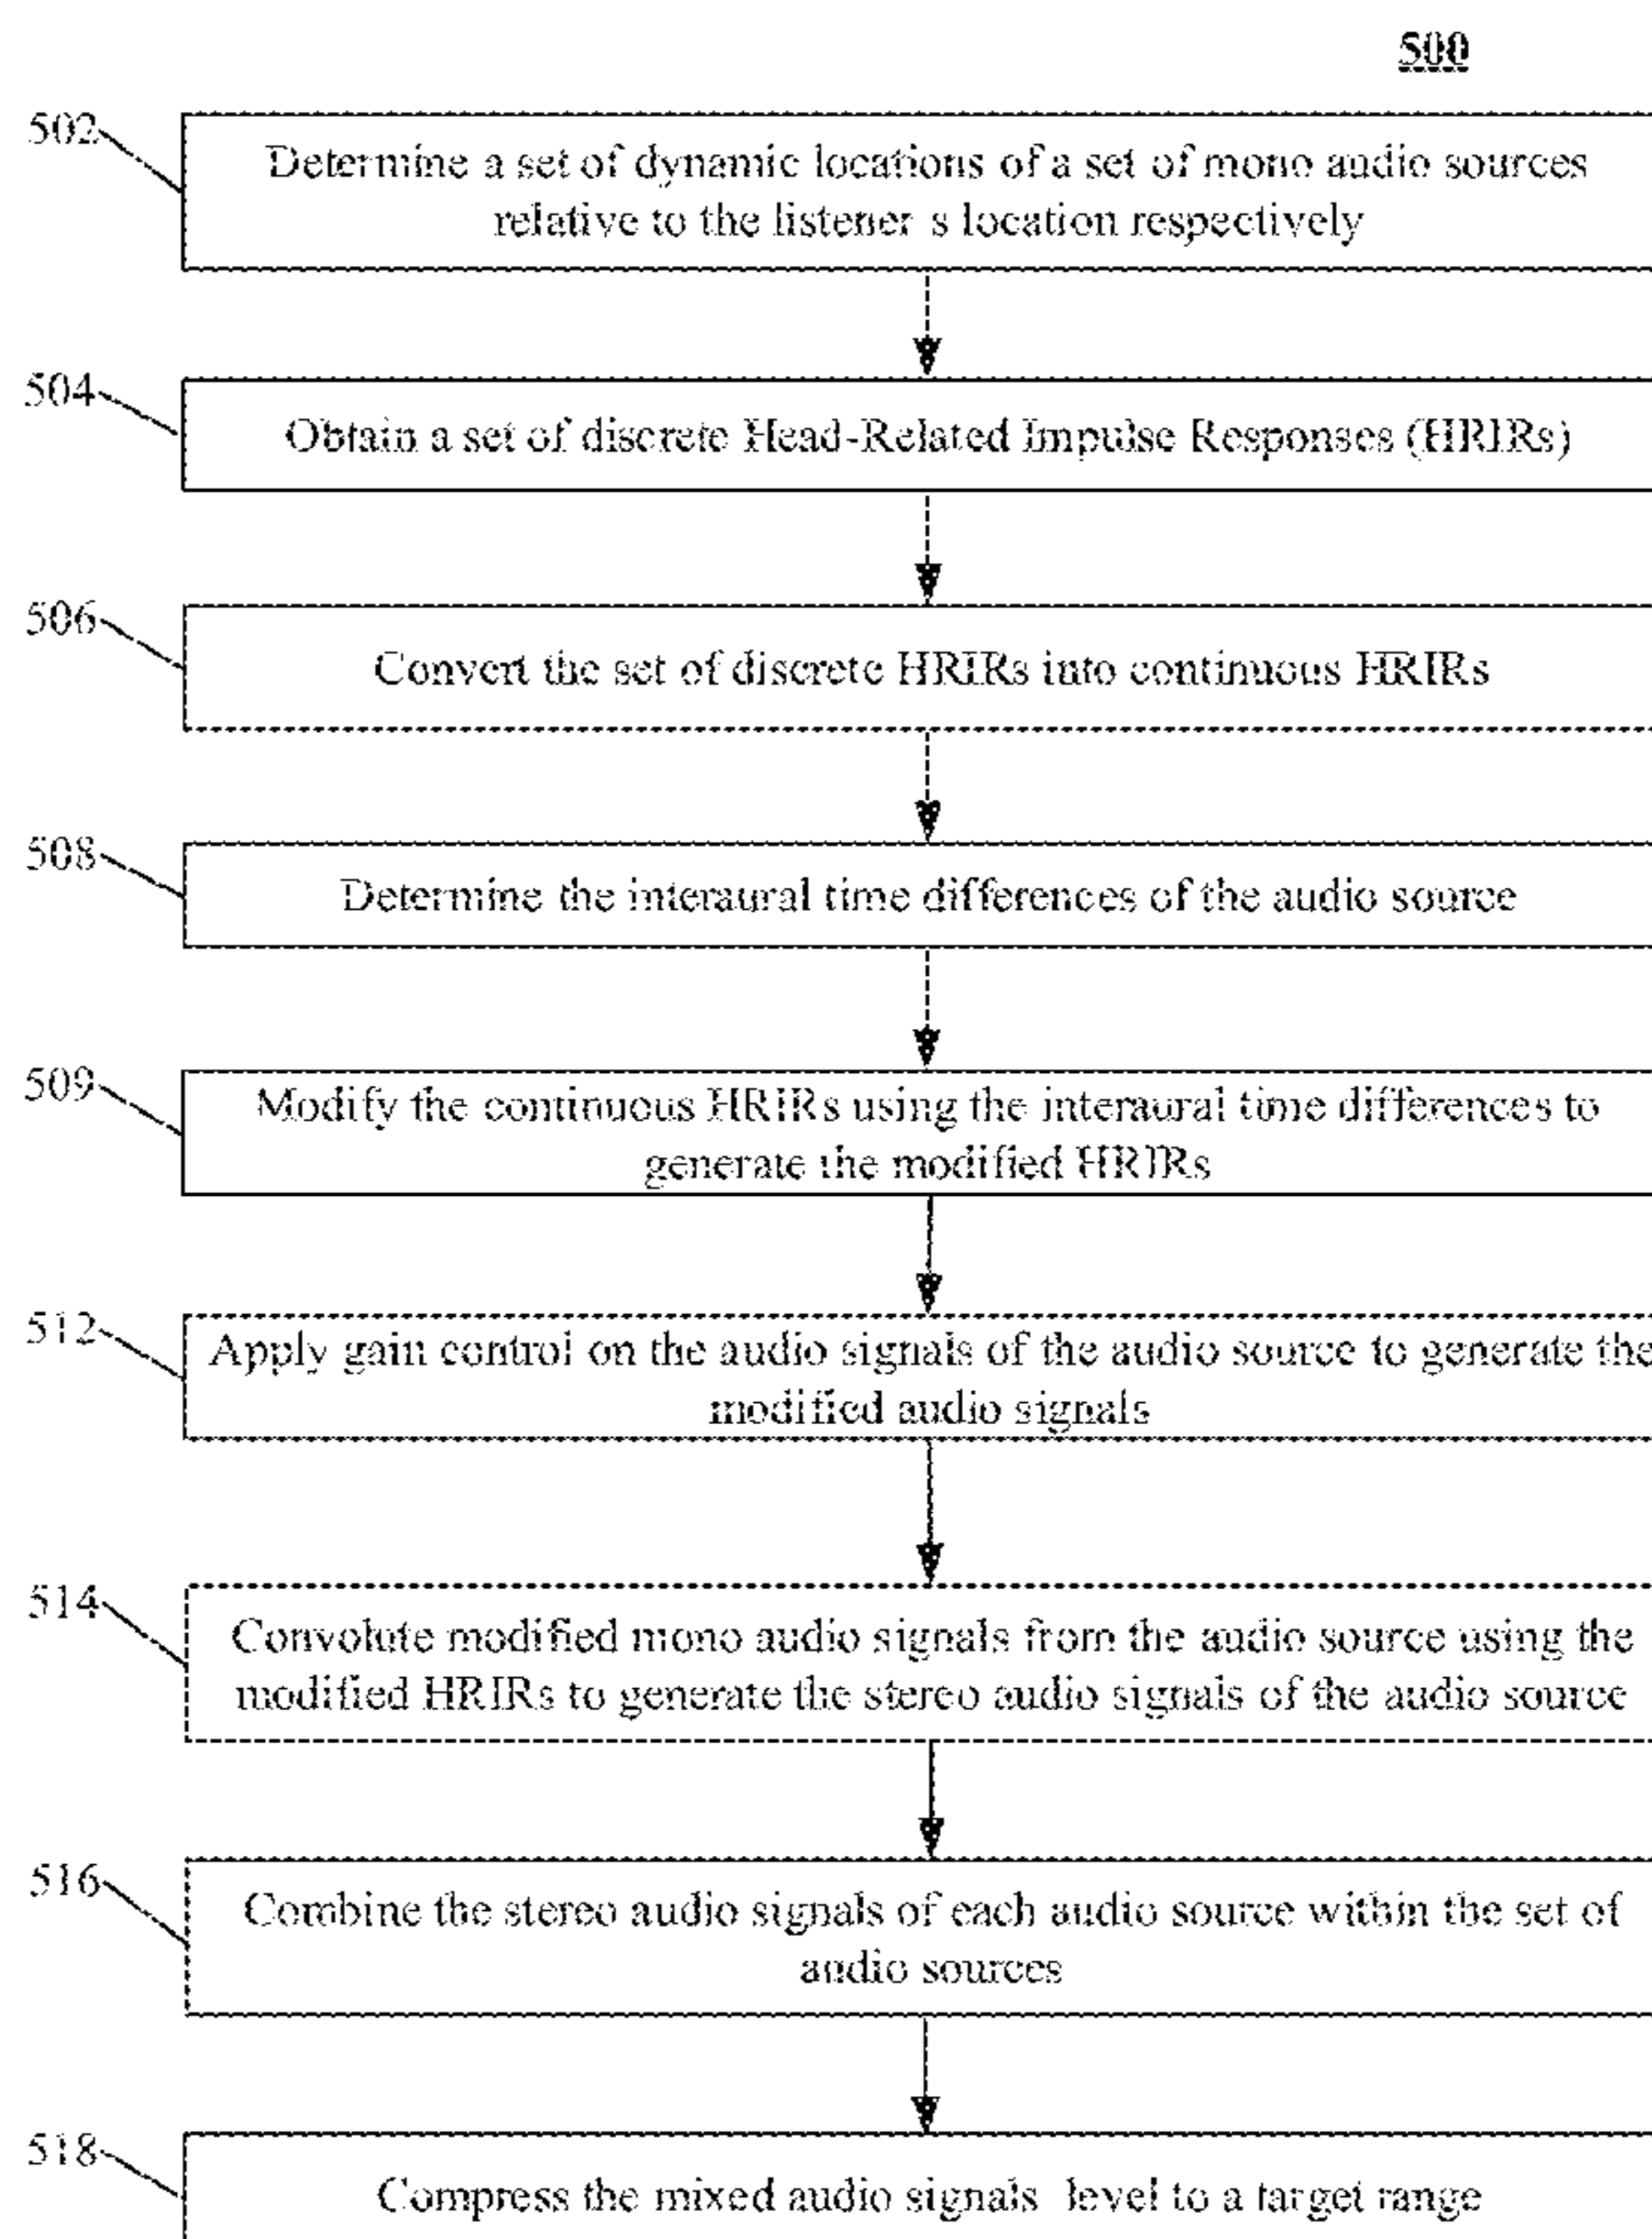 500
502
Determine a set of dynamic locations of a set of mono audio sources
relative to the listener s location respectively
504
Obtain a set of discrete Head-Related Impulse Responses (HRIRs)
506
Convert the set of discrete HRIRs into continuous HRIRs
508
Determine the interaural time differences of the audio source
509
Modify the continuous HRIRs using the interaural time differences to
generate the modified HRIRs
512
Apply gain control on the audio signals of the audio source to generate the
modified audio signals
514
Convolute modified mono audio signals from the audio source using the
modified HRIRs to generate the stereo audio signals of the audio source
516
Combine the stereo audio signals of each audio source within the set of
audio sources
518
Compress the mixed audio signals level to a target range